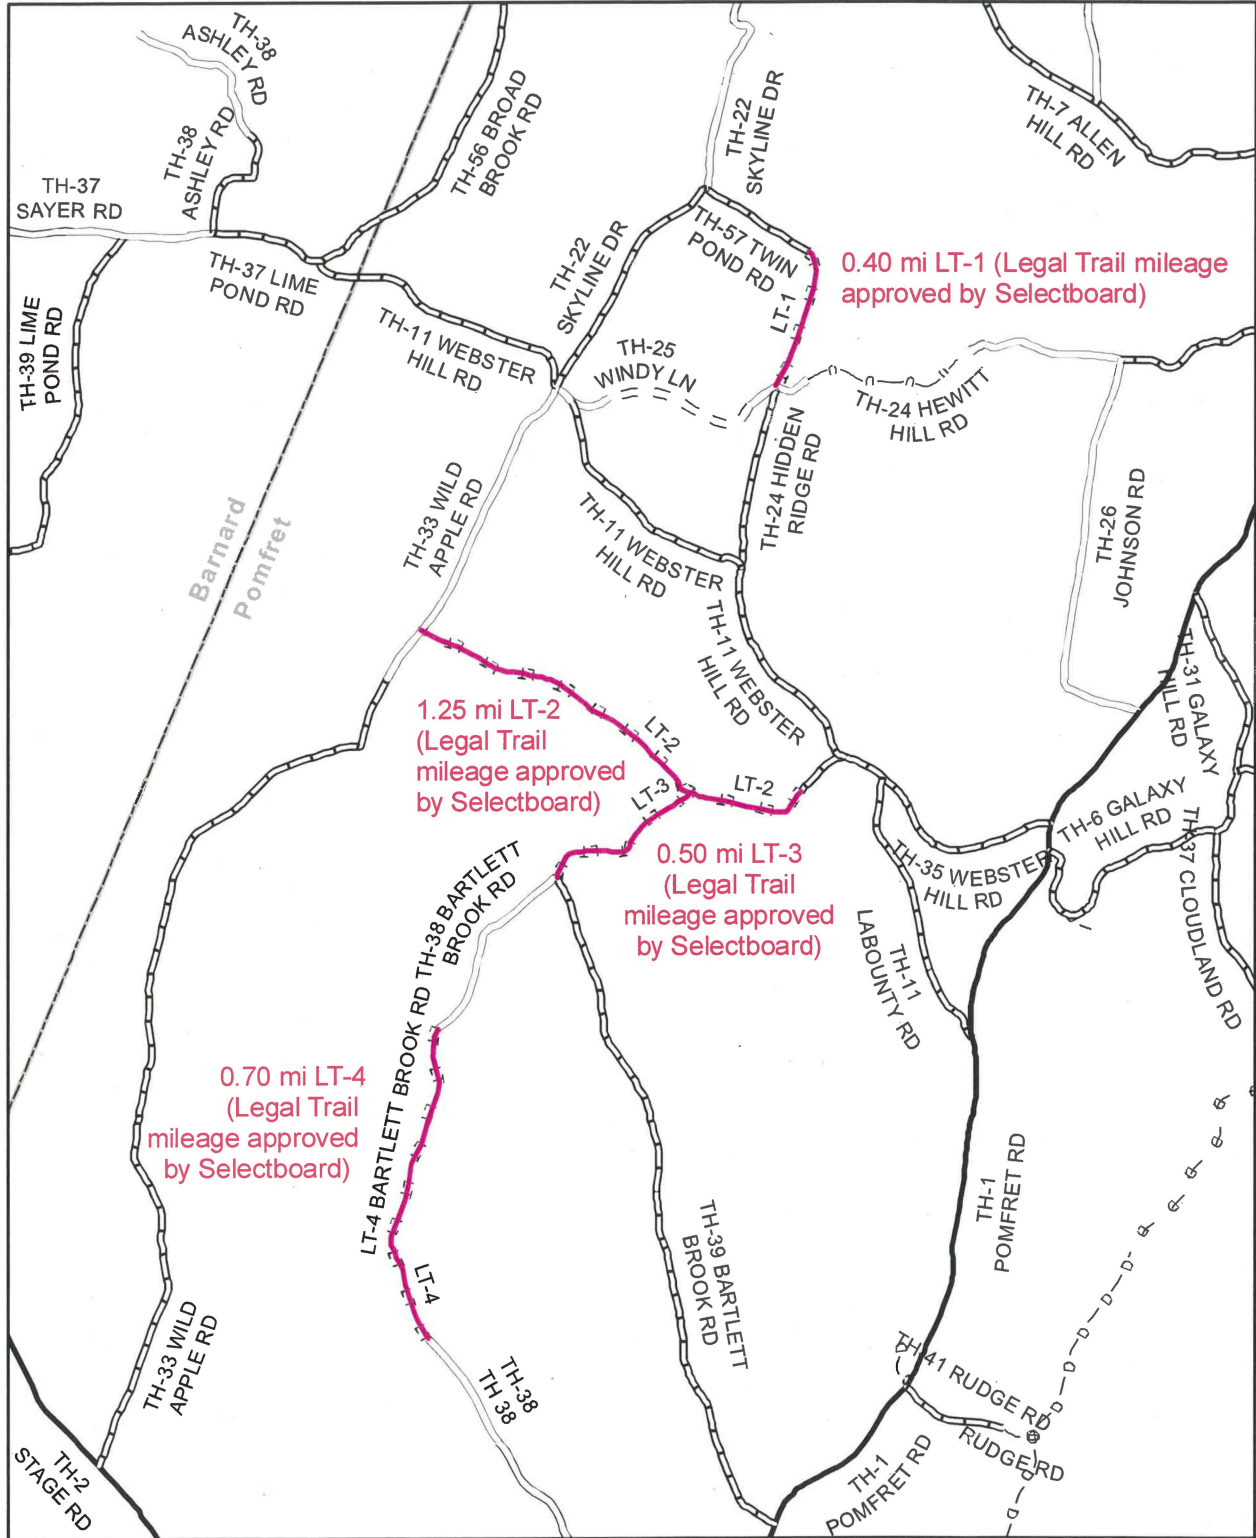 TH-38
ASHLEY RD
TH-38
ASHLEY RD
TH-37
SAYER RD
TH-56 BROAD
BROOK RD
TH-22
SKYLINE DR
TH-7 ALLEN
HILL RD
TH-37 LIME
POND RD
TH-39 LIME
POND RD
TH-22
SKYLINE DR
TH-57 TWIN
POND RD
0.40 mi LT-1 (Legal Trail mileage
approved by Selectboard)
LT-1
TH-11 WEBSTER
HILL RD
TH-25
WINDY LN
TH-24 HEWITT
HILL RD
TH-24 HIDDEN
RIDGE RD
TH-33 WILD
APPLE RD
TH-11 WEBSTER
HILL RD
TH-26
JOHNSON RD
Barnard
Pomfret
TH-11 WEBSTER
HILL RD
TH-31 GALAXY
HILL RD
1.25 mi LT-2
(Legal Trail
mileage approved
by Selectboard)
LT-2
LT-2
LT-3
TH-6 GALAXY
HILL RD
TH-37 CLOUDLAND RD
TH-35 WEBSTER
HILL RD
0.50 mi LT-3
(Legal Trail
mileage approved
by Selectboard)
TH-38 BARTLETT
BROOK RD
TH-11
LABOUNTY RD
LT-4 BARTLETT BROOK RD
0.70 mi LT-4
(Legal Trail
mileage approved
by Selectboard)
LT-4
TH-1
POMFRET RD
TH-39 BARTLETT
BROOK RD
TH-33 WILD
APPLE RD
TH-38
TH 38
TH-41 RUDGE RD
RUDGE RD
TH-2
STAGE RD
TH-1
POMFRET RD